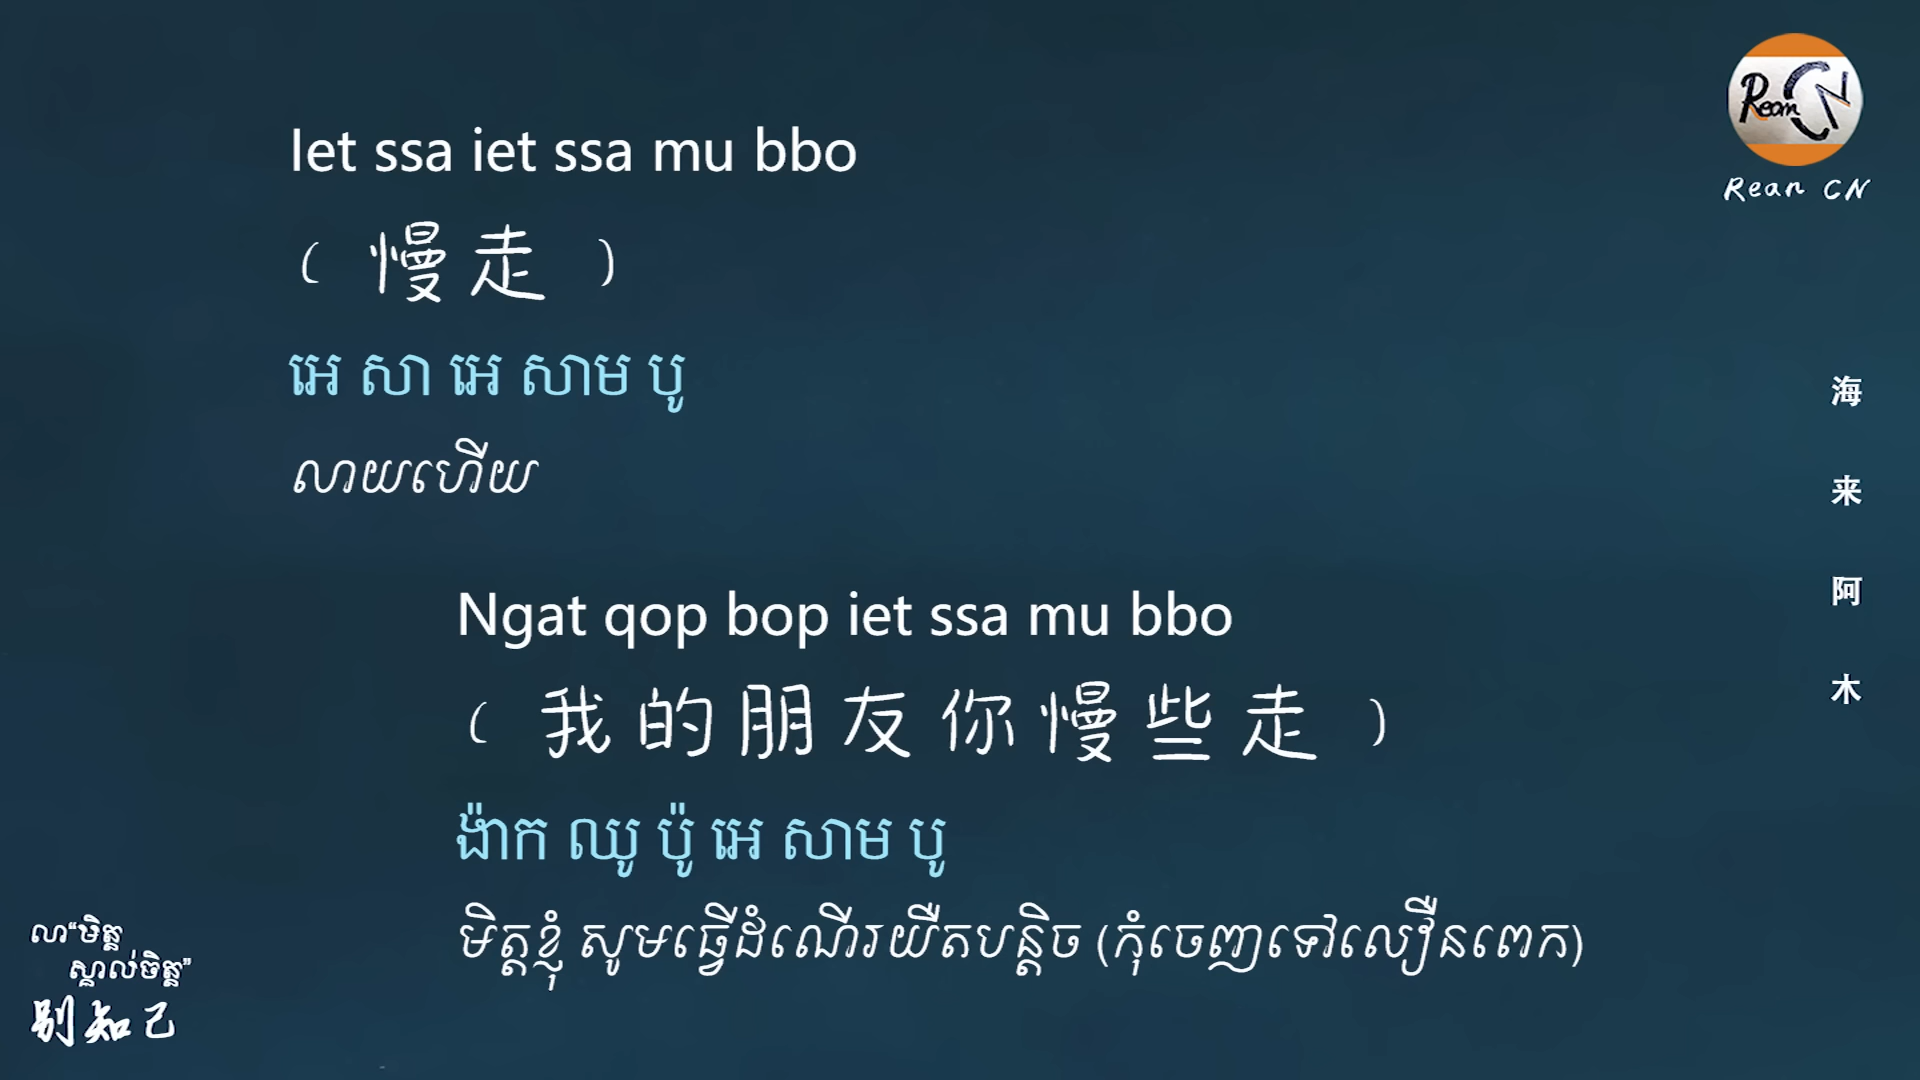 Iet ssa iet ssa mu bbo
（ 慢走 ）
អេ សា អេ សាម បូ
លាយហើយ
Ngat qop bop iet ssa mu bbo
（ 我的朋友你慢些走 ）
ង៉ាក ឈូ ប៉ូ អេ សាម បូ
មិត្តខ្ញុំ សូមធ្វើដំណើរយឺតបន្តិច (កុំចេញទៅលឿនពេក)
Rean CN
Rean CN
海来阿木
លា“មិត្ត
ស្គាល់ចិត្ត”
别知己